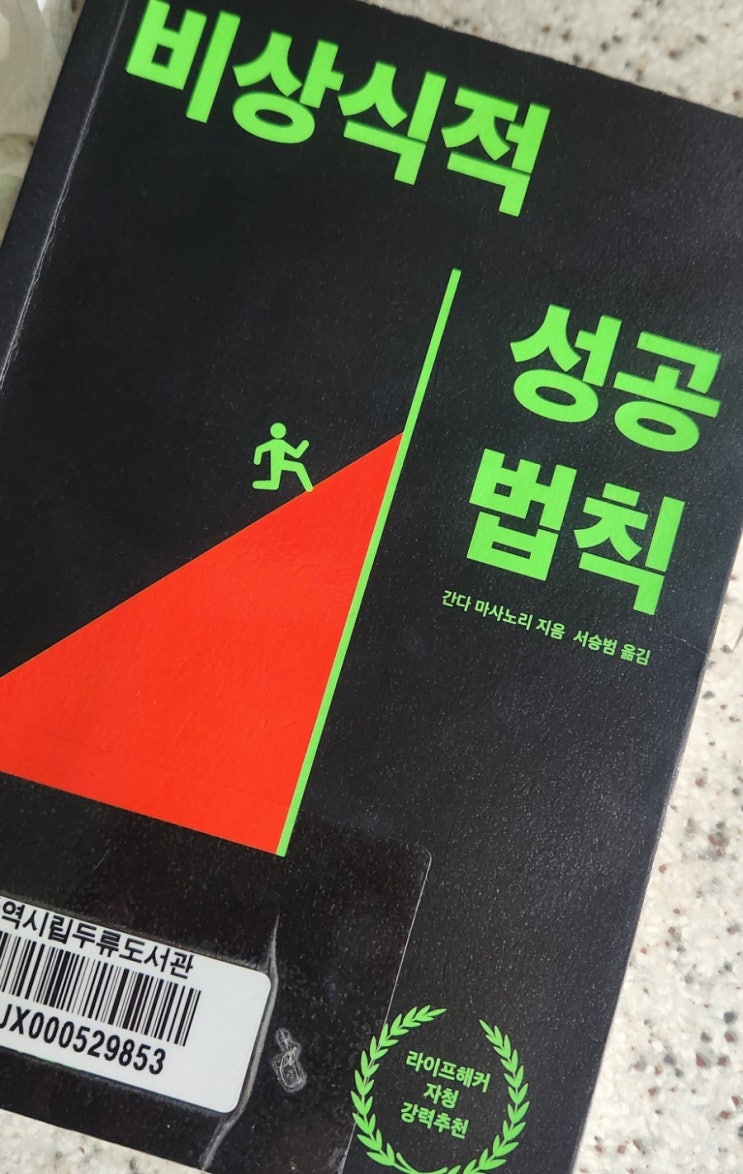 비상식적
성공
법칙
간다 마사노리 지음 서승범 옮김
역시립두류도서관
JX000529853
라이프해커
자청
강력추천